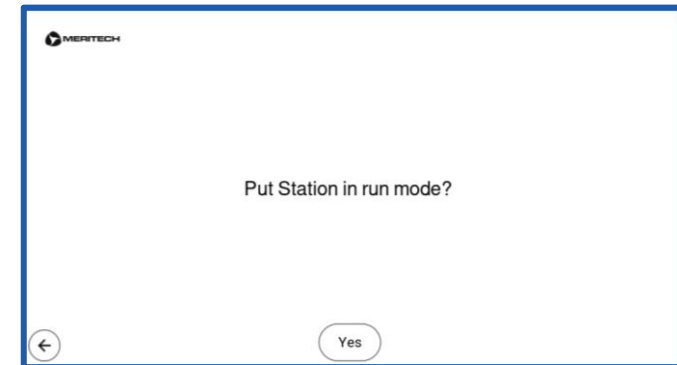 MERITECH
Put Station in run mode?
Yes